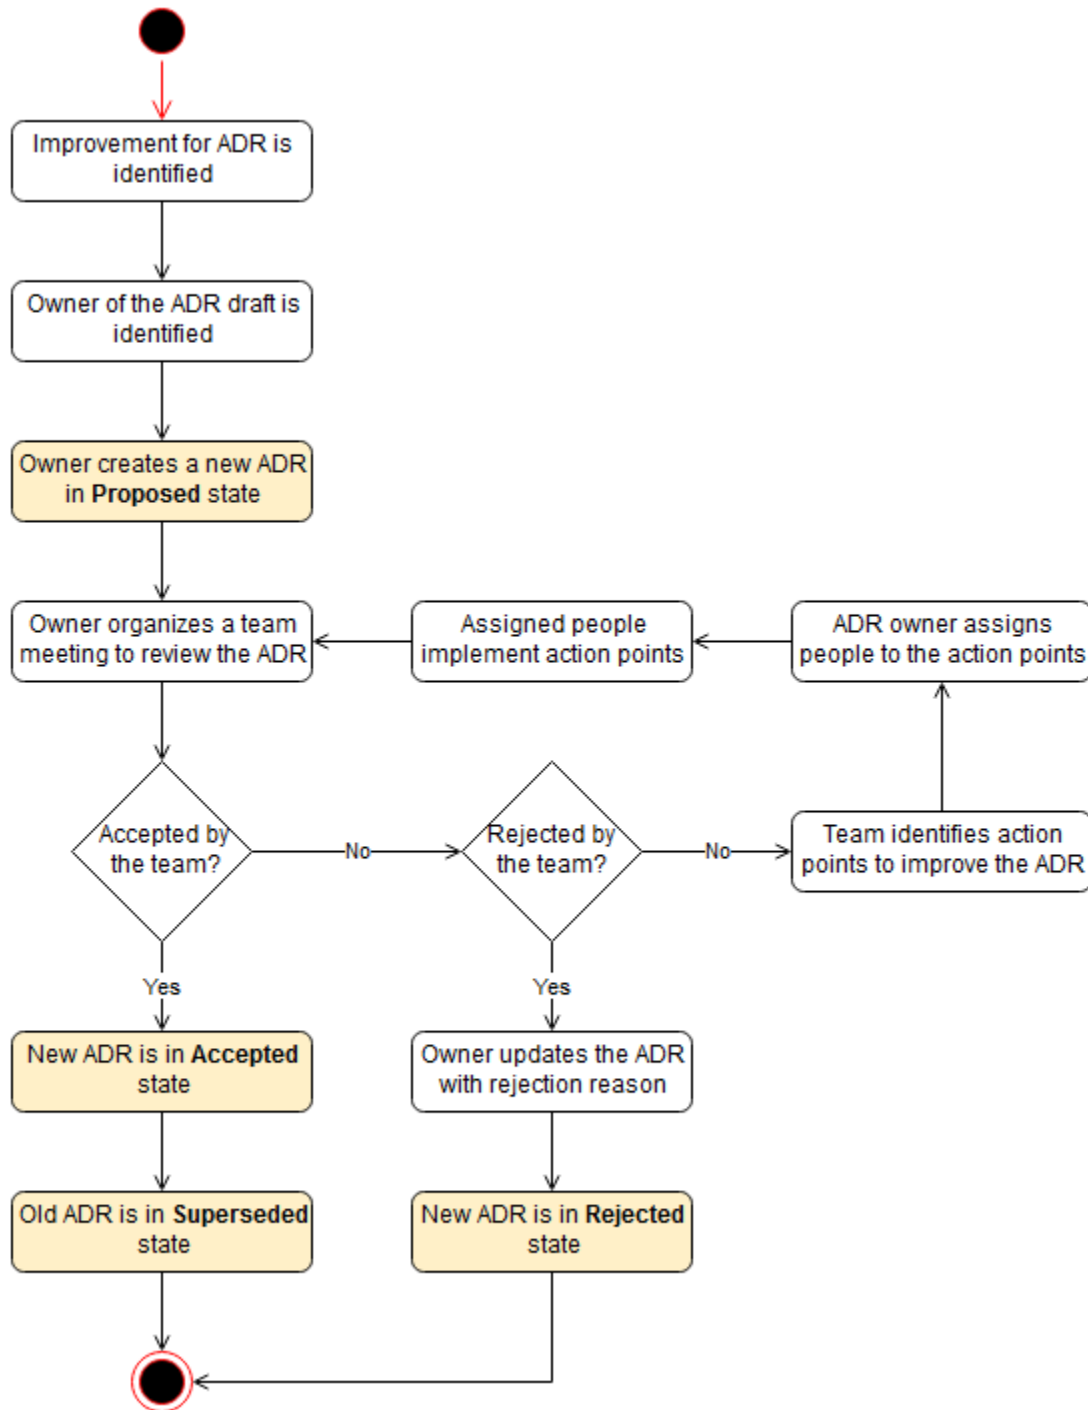 Improvement for ADR is
identified
Owner of the ADR draft is
identified
Owner creates a new ADR
in Proposed state
Owner organizes a team
meeting to review the ADR
Assigned people
implement action points
ADR owner assigns
people to the action points
Accepted by
the team?
No
Rejected by
the team?
No
Team identifies action
points to improve the ADR
Yes
Yes
New ADR is in Accepted
state
Owner updates the ADR
with rejection reason
Old ADR is in Superseded
state
New ADR is in Rejected
state